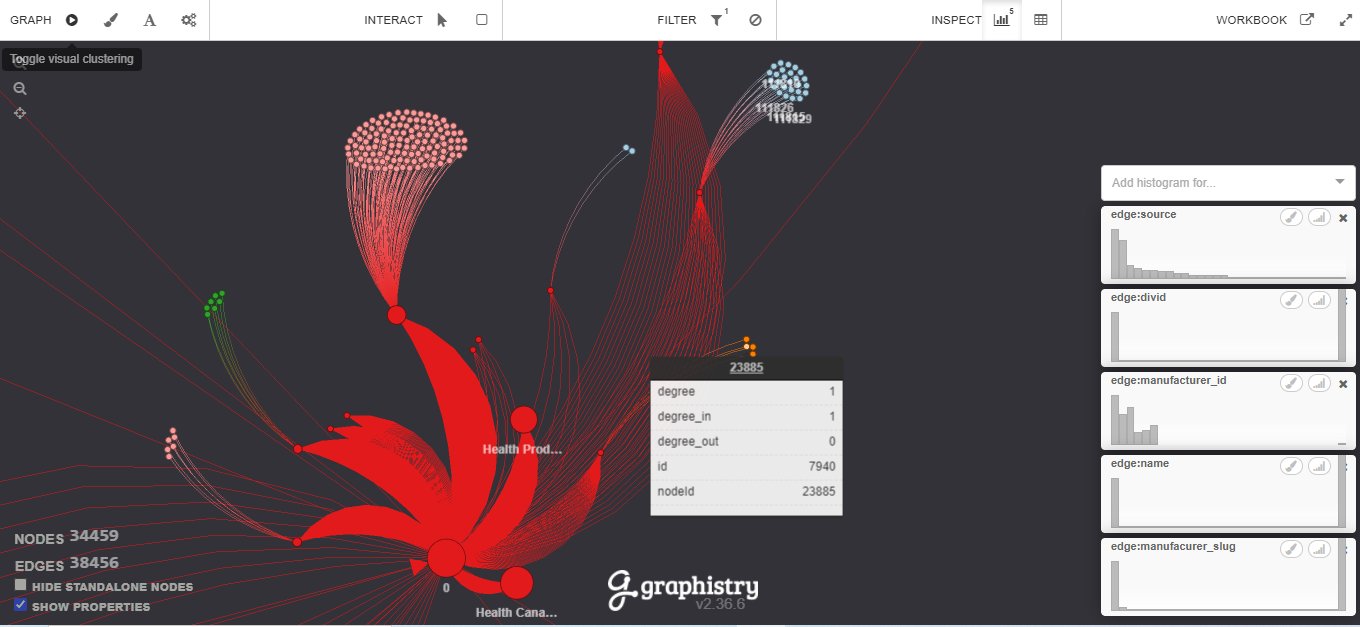 GRAPH A INTERACT FILTER 1 INSPECT 5 WORKBOOK
Toggle visual clustering
111826
111829
Add histogram for...
edge:source
edge:divid
23885
degree 1
degree_in 1
degree_out 0
id 7940
nodeId 23885
edge:manufacturer_id
Health Prod...
edge:name
NODES 34459
EDGES 38456
HIDE STANDALONE NODES
SHOW PROPERTIES
0
Health Cana...
graphistry
v2.36.6
edge:manufacurer_slug